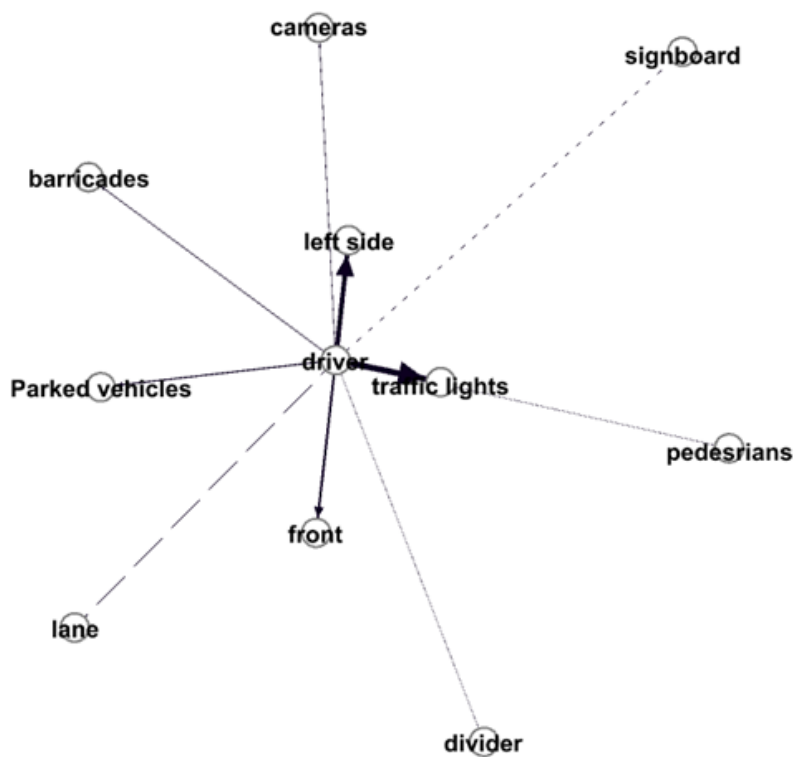 cameras
signboard
barricades
left side
driver
Parked vehicles
traffic lights
pedesrians
front
lane
divider